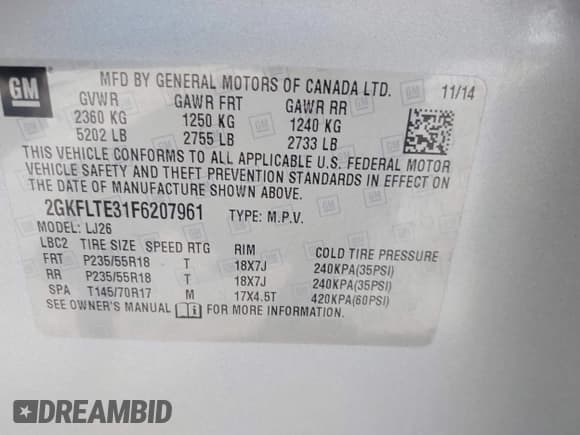 GM
MFD BY GENERAL MOTORS OF CANADA LTD.
11/14
GVWR GAWR FRT GAWR RR
2360 KG 1250 KG 1240 KG
5202 LB 2755 LB 2733 LB
THIS VEHICLE CONFORMS TO ALL APPLICABLE U.S. FEDERAL MOTOR
VEHICLE SAFETY AND THEFT PREVENTION STANDARDS IN EFFECT ON
THE DATE OF MANUFACTURE SHOWN ABOVE.
2GKFLTE31F6207961 TYPE: M.P.V.
MODEL: LJ26
LBC2 TIRE SIZE SPEED RTG RIM COLD TIRE PRESSURE
FRT P235/55R18 T 18X7J 240KPA(35PSI)
RR P235/55R18 T 18X7J 240KPA(35PSI)
SPA T145/70R17 M 17X4.5T 420KPA(60PSI)
SEE OWNER'S MANUAL FOR MORE INFORMATION.
DREAMBID